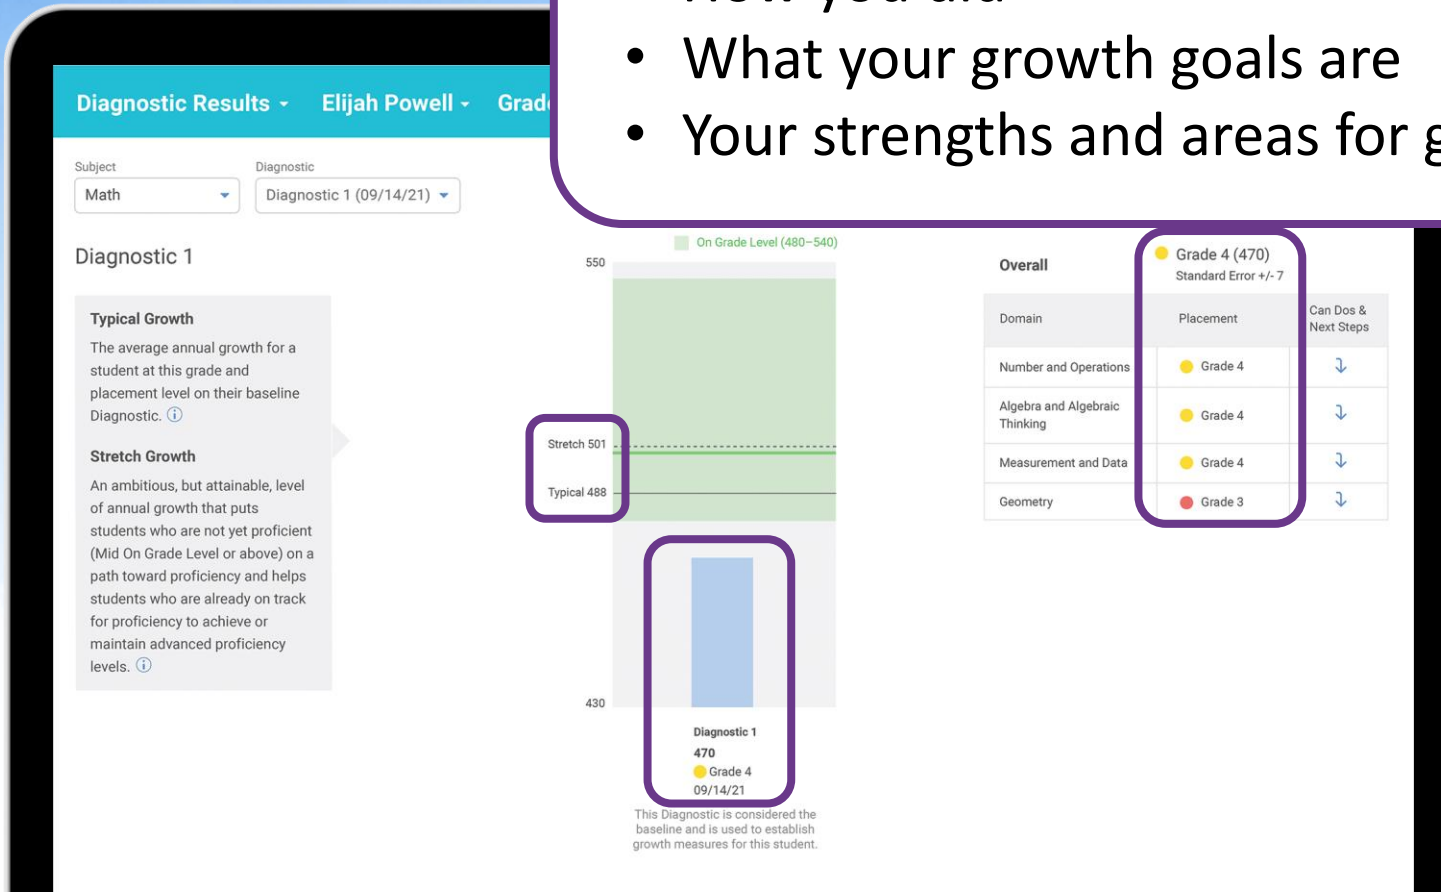 • What your growth goals are
• Your strengths and areas for
Diagnostic Results Elijah Powell
Subject
Math
Diagnostic
Diagnostic 1 (09/14/21)
Diagnostic 1
Typical Growth
The average annual growth for a
student at this grade and
placement level on their baseline
Diagnostic.
Stretch Growth
An ambitious, but attainable, level
of annual growth that puts
students who are not yet proficient
(Mid On Grade Level or above) on a
path toward proficiency and helps
students who are already on track
for proficiency to achieve or
maintain advanced proficiency
levels.
On Grade Level (480–540)
550
Stretch 501
Typical 488
430
Diagnostic 1
470
Grade 4
09/14/21
This Diagnostic is considered the
baseline and is used to establish
growth measures for this student.
Overall
Grade 4 (470)
Standard Error +/- 7
Domain
Placement
Can Dos &
Next Steps
Number and Operations
Grade 4
Algebra and Algebraic
Thinking
Grade 4
Measurement and Data
Grade 4
Geometry
Grade 3